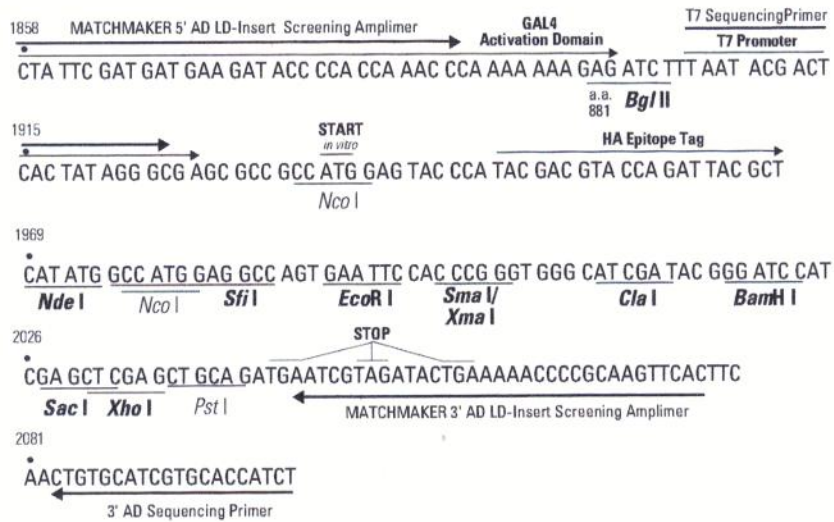 1858 MATCHMAKER 5' AD LD-Insert Screening Amplimer GAL4 Activation Domain T7 SequencingPrimer T7 Promoter
CTA TTC GAT GAT GAA GAT ACC CCA CCA AAC CCA AAA AAA GAG ATC TTT AAT ACG ACT
a.a. 881 Bgl II
1915 START in vitro HA Epitope Tag
CAC TAT AGG GCG AGC GCC GCC ATG GAG TAC CCA TAC GAC GTA CCA GAT TAC GCT
Nco I
1969
CAT ATG GCC ATG GAG GCC AGT GAA TTC CAC CCG GGT GGG CAT CGA TAC GGG ATC CAT
Nde I Nco I Sfi I EcoR I Sma I/ Xma I Cla I BamH I
2026 STOP
CGA GCT CGA GCT GCA GATGAATCGTAGATACTGAAAAACCCCGCAAGTTCACTTC
Sac I Xho I Pst I MATCHMAKER 3' AD LD-Insert Screening Amplimer
2081
AACTGTGCATCGTGCACCATCT
3' AD Sequencing Primer